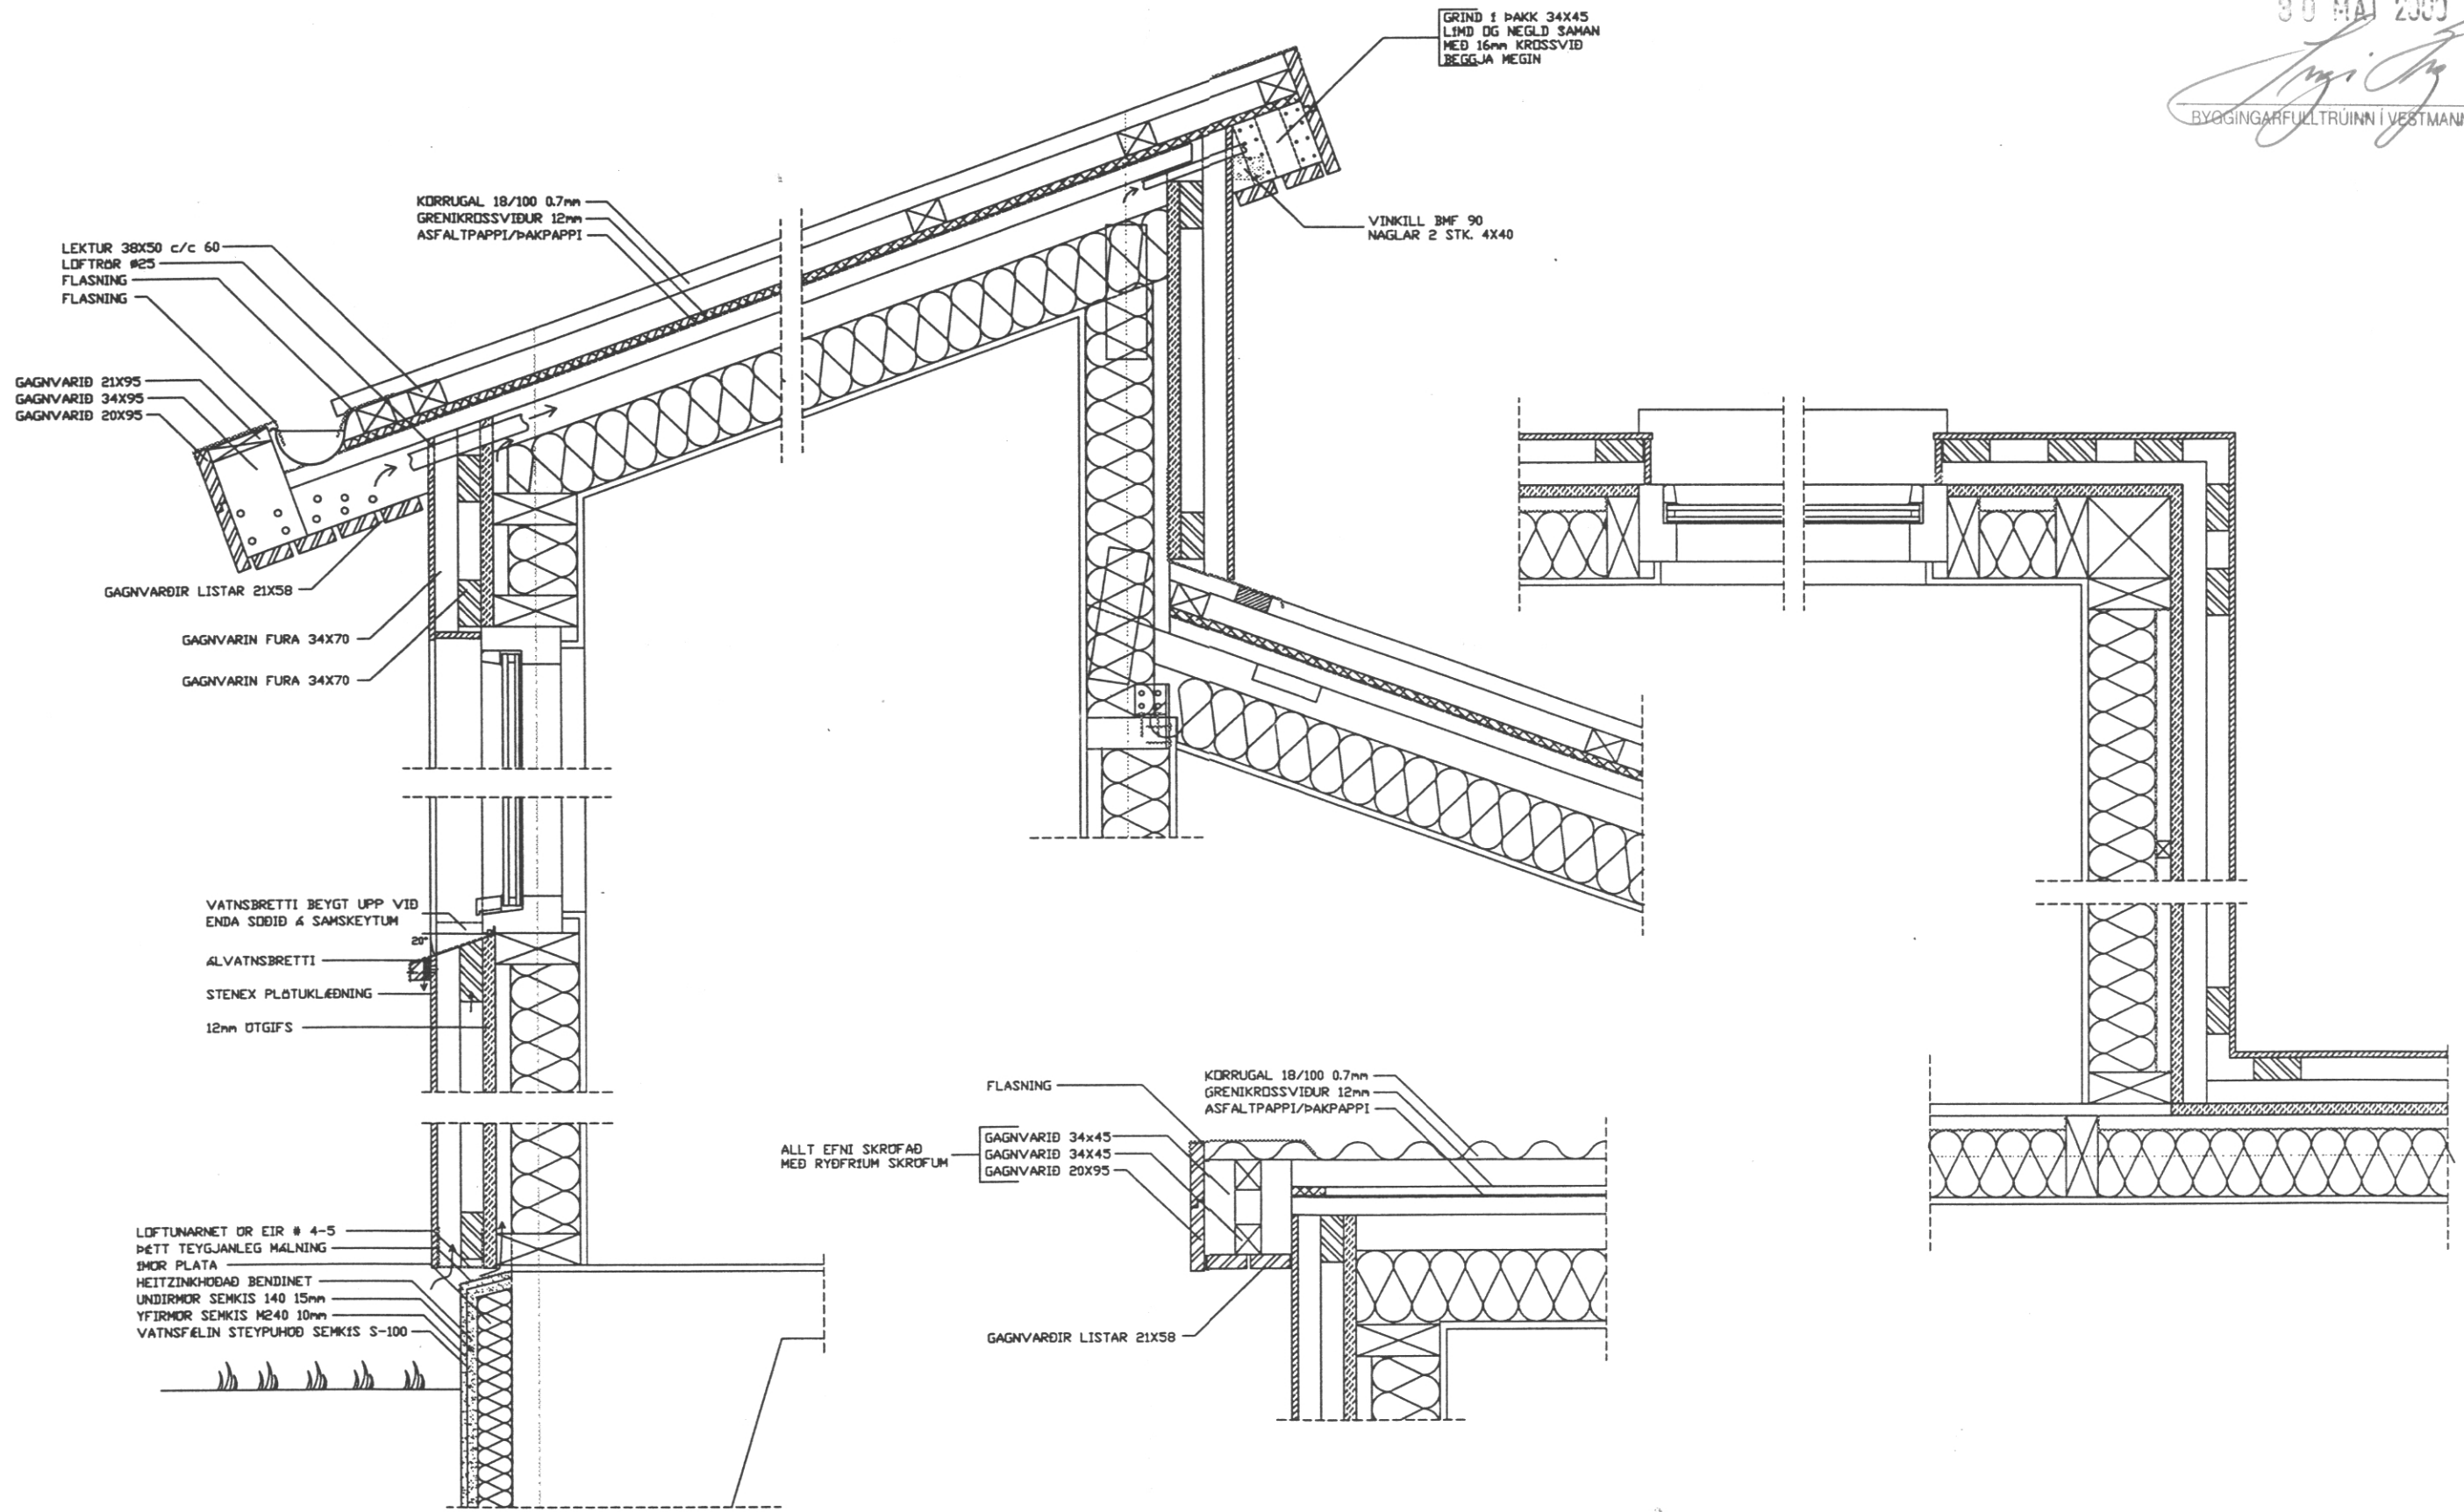 GRIND Í ÞAKK 34X45
LÍMD OG NEGLD SAMAN
MEÐ 16mm KROSSVIÐ
BEGGJA MEGIN
30 MAÍ
BYGGINGARFULLTRÚINN Í VESTMANN
VINKILL BMF 90
NAGLAR 2 STK. 4X40
KORRUGAL 18/100 0.7mm
GRENIKROSSVIÐUR 12mm
ASFALTPAPPI/ÞAKPAPPI
LEKTUR 38X50 c/c 60
LOFTRÖR ø25
FLASNING
FLASNING
GAGNVARIÐ 21X95
GAGNVARIÐ 34X95
GAGNVARIÐ 20X95
GAGNVARÐIR LISTAR 21X58
GAGNVARIN FURA 34X70
GAGNVARIN FURA 34X70
VATNSBRETTI BEYGT UPP VIÐ
ENDA SOÐIÐ Á SAMSKEYTUM
20°
ÁLVATNSBRETTI
STENEX PLÖTUKLÆÐNING
12mm ÚTGIFS
LOFTUNARNET ÚR EIR ø 4-5
ÞÉTT TEYGJANLEG MÁLNING
ÍMÚR PLATA
HEITZINKHÚÐAÐ BENDINET
UNDIRMÚR SEMKIS 140 15mm
YFIRMÚR SEMKIS M240 10mm
VATNSFÆLIN STEYPUHÚÐ SEMKÍS S-100
FLASNING
KORRUGAL 18/100 0.7mm
GRENIKROSSVIÐUR 12mm
ASFALTPAPPI/ÞAKPAPPI
ALLT EFNI SKRÚFAÐ
MEÐ RYÐFRÍUM SKRÚFUM
GAGNVARIÐ 34x45
GAGNVARIÐ 34X45
GAGNVARIÐ 20X95
GAGNVARÐIR LISTAR 21X58